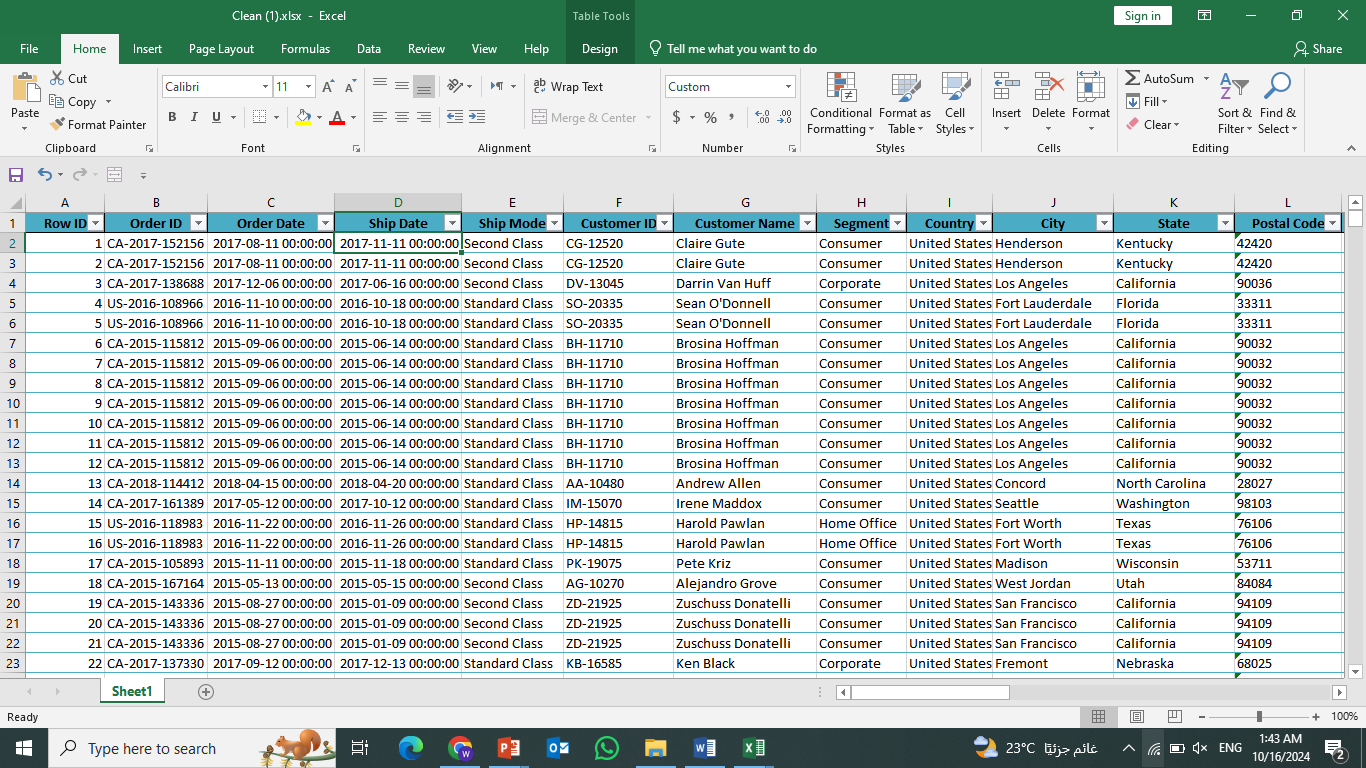 Clean (1).xlsx - Excel
Table Tools
Sign in
File Home Insert Page Layout Formulas Data Review View Help Design Tell me what you want to do Share
Paste
Cut
Copy
Format Painter
Calibri 11
B I U
Wrap Text
Merge & Center
Custom
$ % ,
Conditional Formatting
Format as Table
Cell Styles
Insert
Delete
Format
AutoSum
Fill
Clear
Sort & Filter
Find & Select
Clipboard Font Alignment Number Styles Cells Editing
A B C D E F G H I J K L
1 Row ID Order ID Order Date Ship Date Ship Mode Customer ID Customer Name Segment Country City State Postal Code
2 1 CA-2017-152156 2017-08-11 00:00:00 2017-11-11 00:00:00 Second Class CG-12520 Claire Gute Consumer United States Henderson Kentucky 42420
3 2 CA-2017-152156 2017-08-11 00:00:00 2017-11-11 00:00:00 Second Class CG-12520 Claire Gute Consumer United States Henderson Kentucky 42420
4 3 CA-2017-138688 2017-12-06 00:00:00 2017-06-16 00:00:00 Second Class DV-13045 Darrin Van Huff Corporate United States Los Angeles California 90036
5 4 US-2016-108966 2016-11-10 00:00:00 2016-10-18 00:00:00 Standard Class SO-20335 Sean O'Donnell Consumer United States Fort Lauderdale Florida 33311
6 5 US-2016-108966 2016-11-10 00:00:00 2016-10-18 00:00:00 Standard Class SO-20335 Sean O'Donnell Consumer United States Fort Lauderdale Florida 33311
7 6 CA-2015-115812 2015-09-06 00:00:00 2015-06-14 00:00:00 Standard Class BH-11710 Brosina Hoffman Consumer United States Los Angeles California 90032
8 7 CA-2015-115812 2015-09-06 00:00:00 2015-06-14 00:00:00 Standard Class BH-11710 Brosina Hoffman Consumer United States Los Angeles California 90032
9 8 CA-2015-115812 2015-09-06 00:00:00 2015-06-14 00:00:00 Standard Class BH-11710 Brosina Hoffman Consumer United States Los Angeles California 90032
10 9 CA-2015-115812 2015-09-06 00:00:00 2015-06-14 00:00:00 Standard Class BH-11710 Brosina Hoffman Consumer United States Los Angeles California 90032
11 10 CA-2015-115812 2015-09-06 00:00:00 2015-06-14 00:00:00 Standard Class BH-11710 Brosina Hoffman Consumer United States Los Angeles California 90032
12 11 CA-2015-115812 2015-09-06 00:00:00 2015-06-14 00:00:00 Standard Class BH-11710 Brosina Hoffman Consumer United States Los Angeles California 90032
13 12 CA-2015-115812 2015-09-06 00:00:00 2015-06-14 00:00:00 Standard Class BH-11710 Brosina Hoffman Consumer United States Los Angeles California 90032
14 13 CA-2018-114412 2018-04-15 00:00:00 2018-04-20 00:00:00 Standard Class AA-10480 Andrew Allen Consumer United States Concord North Carolina 28027
15 14 CA-2017-161389 2017-05-12 00:00:00 2017-10-12 00:00:00 Standard Class IM-15070 Irene Maddox Consumer United States Seattle Washington 98103
16 15 US-2016-118983 2016-11-22 00:00:00 2016-11-26 00:00:00 Standard Class HP-14815 Harold Pawlan Home Office United States Fort Worth Texas 76106
17 16 US-2016-118983 2016-11-22 00:00:00 2016-11-26 00:00:00 Standard Class HP-14815 Harold Pawlan Home Office United States Fort Worth Texas 76106
18 17 CA-2015-105893 2015-11-11 00:00:00 2015-11-18 00:00:00 Standard Class PK-19075 Pete Kriz Consumer United States Madison Wisconsin 53711
19 18 CA-2015-167164 2015-05-13 00:00:00 2015-05-15 00:00:00 Second Class AG-10270 Alejandro Grove Consumer United States West Jordan Utah 84084
20 19 CA-2015-143336 2015-08-27 00:00:00 2015-01-09 00:00:00 Second Class ZD-21925 Zuschuss Donatelli Consumer United States San Francisco California 94109
21 20 CA-2015-143336 2015-08-27 00:00:00 2015-01-09 00:00:00 Second Class ZD-21925 Zuschuss Donatelli Consumer United States San Francisco California 94109
22 21 CA-2015-143336 2015-08-27 00:00:00 2015-01-09 00:00:00 Second Class ZD-21925 Zuschuss Donatelli Consumer United States San Francisco California 94109
23 22 CA-2017-137330 2017-09-12 00:00:00 2017-12-13 00:00:00 Standard Class KB-16585 Ken Black Corporate United States Fremont Nebraska 68025
Sheet1
Ready
100%
Type here to search
23°C غائم جزئيًا
ENG
1:43 AM
10/16/2024
2